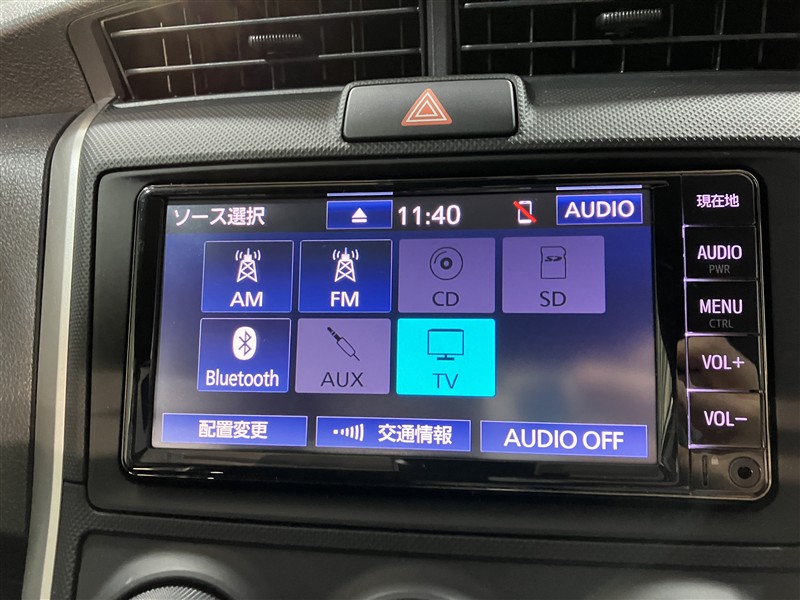 ソース選択 11:40 AUDIO
AM FM CD SD
Bluetooth AUX TV
配置変更 交通情報 AUDIO OFF
現在地
AUDIO
PWR
MENU
CTRL
VOL+
VOL-